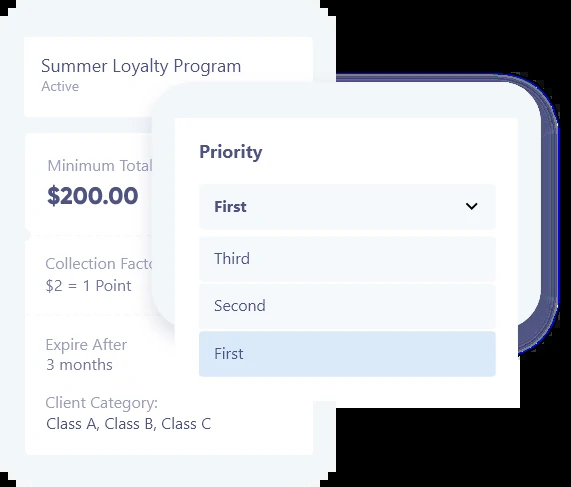 Summer Loyalty Program
Active
Minimum Total
$200.00
Collection
$2 = 1 Point
Expire After
3 months
Client Category:
Class A, Class B, Class C
Priority
First
Third
Second
First